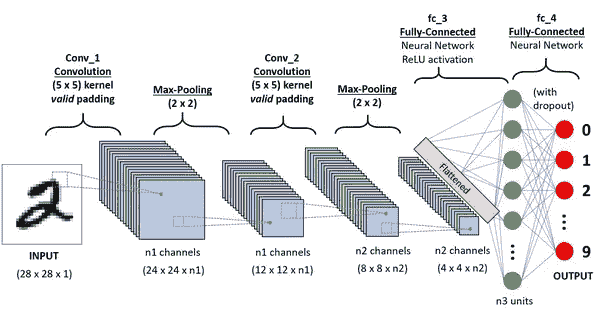 Conv_1
Convolution
(5 x 5) kernel
valid padding
Max-Pooling
(2 x 2)
Conv_2
Convolution
(5 x 5) kernel
valid padding
Max-Pooling
(2 x 2)
fc_3
Fully-Connected
Neural Network
ReLU activation
fc_4
Fully-Connected
Neural Network
(with
dropout)
2
Flattened
0
1
2
9
INPUT
(28 x 28 x 1)
n1 channels
(24 x 24 x n1)
n1 channels
(12 x 12 x n1)
n2 channels
(8 x 8 x n2)
n2 channels
(4 x 4 x n2)
n3 units
OUTPUT